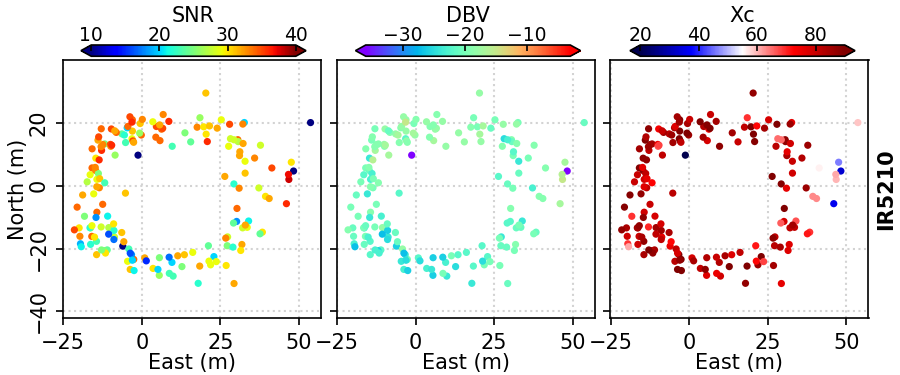 SNR DBV Xc
10 20 30 40 −30 −20 −10 20 40 60 80
North (m)
20
0
−20
−40
−25 0 25 50 −25 0 25 50 −25 0 25 50
East (m) East (m) East (m)
IR5210